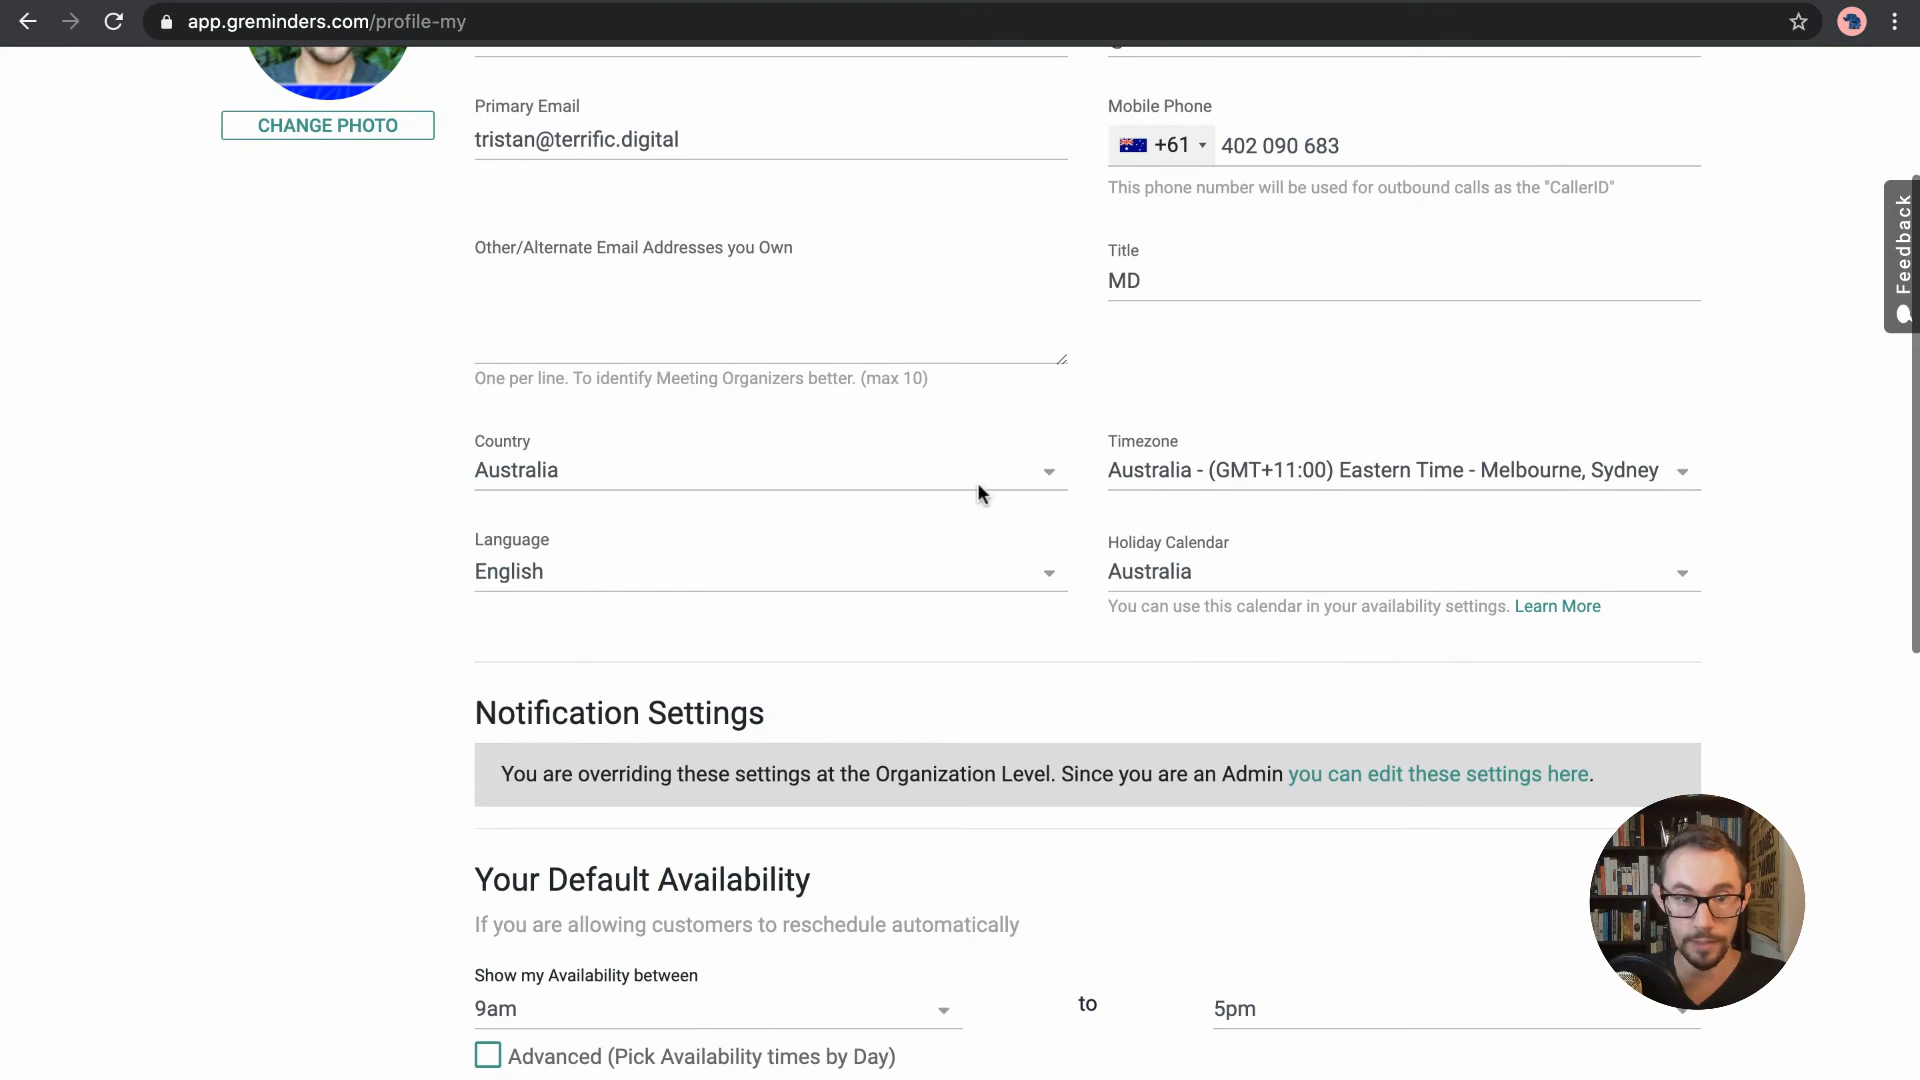 app.greminders.com/profile-my
CHANGE PHOTO
Primary Email
tristan@terrific.digital
Mobile Phone
+61 402 090 683
This phone number will be used for outbound calls as the "CallerID"
Other/Alternate Email Addresses you Own
Title
MD
One per line. To identify Meeting Organizers better. (max 10)
Country
Australia
Timezone
Australia - (GMT+11:00) Eastern Time - Melbourne, Sydney
Language
English
Holiday Calendar
Australia
You can use this calendar in your availability settings. Learn More
Notification Settings
You are overriding these settings at the Organization Level. Since you are an Admin you can edit these settings here.
Your Default Availability
If you are allowing customers to reschedule automatically
Show my Availability between
9am
to
5pm
Advanced (Pick Availability times by Day)
Feedback